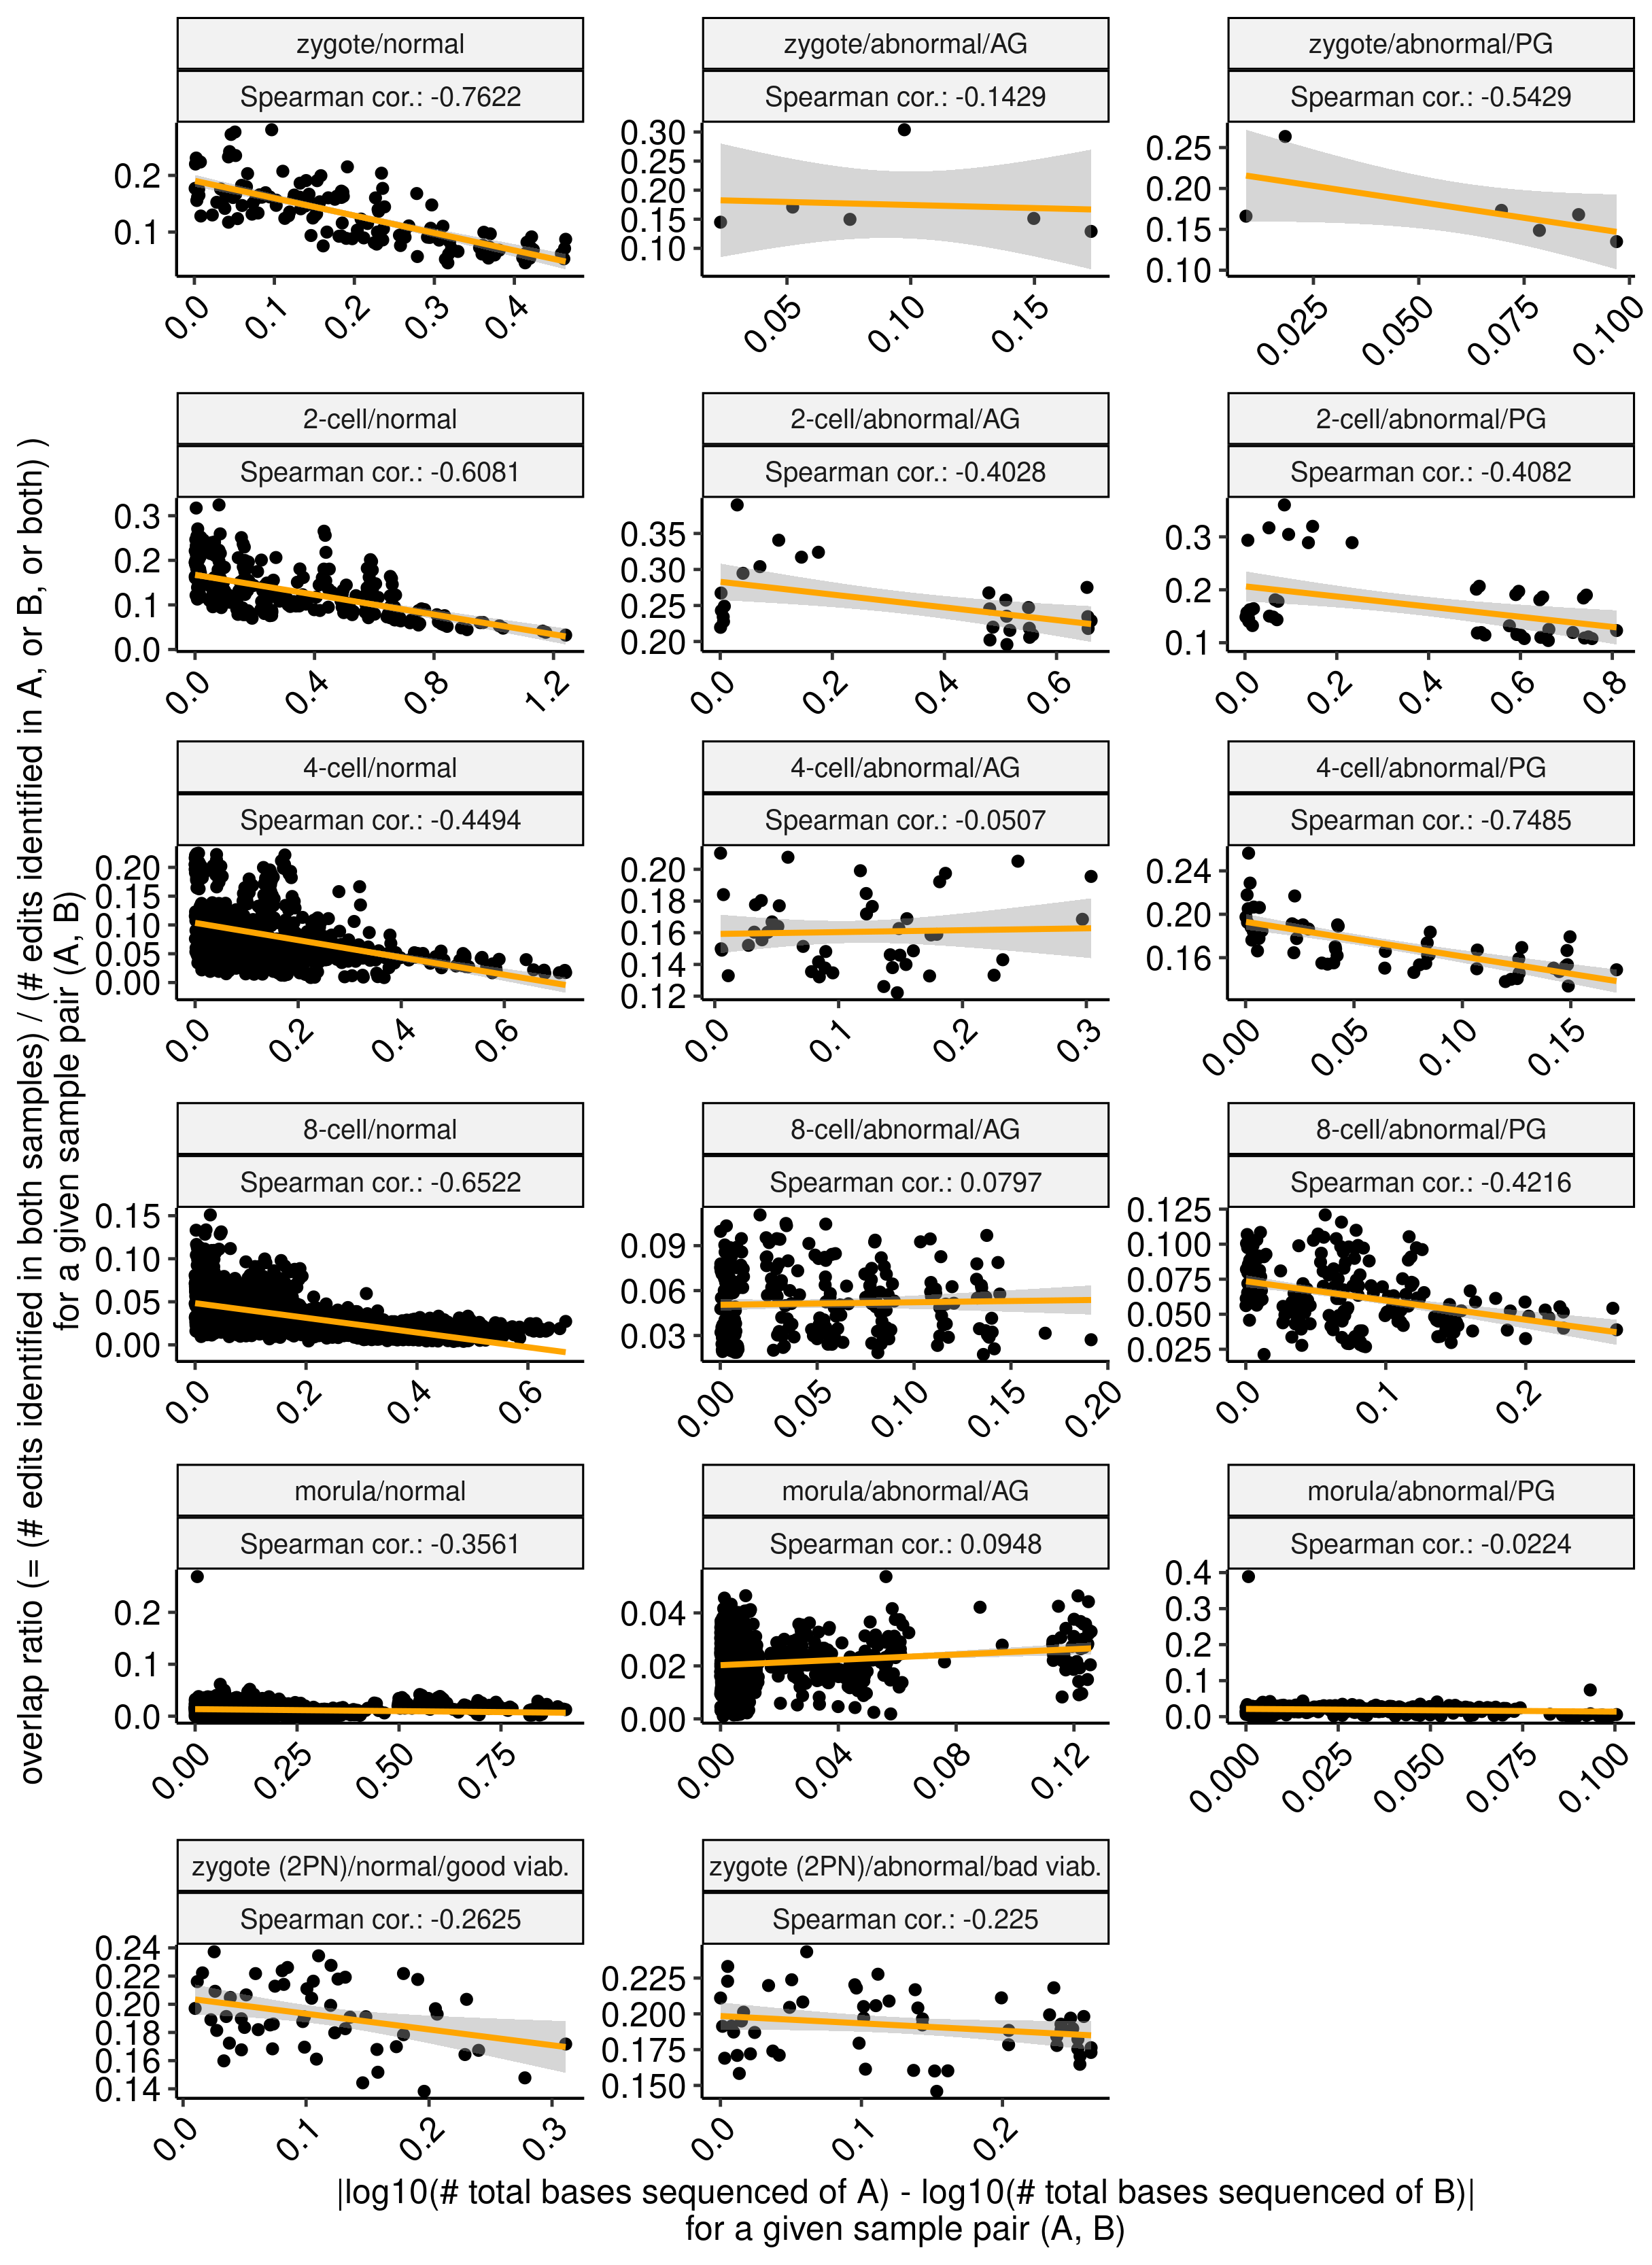 overlap ratio (= (# edits identified in both samples) / (# edits identified in A, or B, or both) )
for a given sample pair (A, B)
zygote/normal
Spearman cor.: -0.7622
0.2
0.1
0.0 0.1 0.2 0.3 0.4
zygote/abnormal/AG
Spearman cor.: -0.1429
0.30
0.25
0.20
0.15
0.10
0.05 0.10 0.15
zygote/abnormal/PG
Spearman cor.: -0.5429
0.25
0.20
0.15
0.10
0.025 0.050 0.075 0.100
2-cell/normal
Spearman cor.: -0.6081
0.3
0.2
0.1
0.0
0.0 0.4 0.8 1.2
2-cell/abnormal/AG
Spearman cor.: -0.4028
0.35
0.30
0.25
0.20
0.0 0.2 0.4 0.6
2-cell/abnormal/PG
Spearman cor.: -0.4082
0.3
0.2
0.1
0.0 0.2 0.4 0.6 0.8
4-cell/normal
Spearman cor.: -0.4494
0.20
0.15
0.10
0.05
0.00
0.0 0.2 0.4 0.6
4-cell/abnormal/AG
Spearman cor.: -0.0507
0.20
0.18
0.16
0.14
0.12
0.0 0.1 0.2 0.3
4-cell/abnormal/PG
Spearman cor.: -0.7485
0.24
0.20
0.16
0.00 0.05 0.10 0.15
8-cell/normal
Spearman cor.: -0.6522
0.15
0.10
0.05
0.00
0.0 0.2 0.4 0.6
8-cell/abnormal/AG
Spearman cor.: 0.0797
0.09
0.06
0.03
0.00 0.05 0.10 0.15 0.20
8-cell/abnormal/PG
Spearman cor.: -0.4216
0.125
0.100
0.075
0.050
0.025
0.0 0.1 0.2
morula/normal
Spearman cor.: -0.3561
0.2
0.1
0.0
0.00 0.25 0.50 0.75
morula/abnormal/AG
Spearman cor.: 0.0948
0.04
0.02
0.00
0.00 0.04 0.08 0.12
morula/abnormal/PG
Spearman cor.: -0.0224
0.4
0.3
0.2
0.1
0.0
0.000 0.025 0.050 0.075 0.100
zygote (2PN)/normal/good viab.
Spearman cor.: -0.2625
0.24
0.22
0.20
0.18
0.16
0.14
0.0 0.1 0.2 0.3
zygote (2PN)/abnormal/bad viab.
Spearman cor.: -0.225
0.225
0.200
0.175
0.150
0.0 0.1 0.2
|log10(# total bases sequenced of A) - log10(# total bases sequenced of B)|
for a given sample pair (A, B)